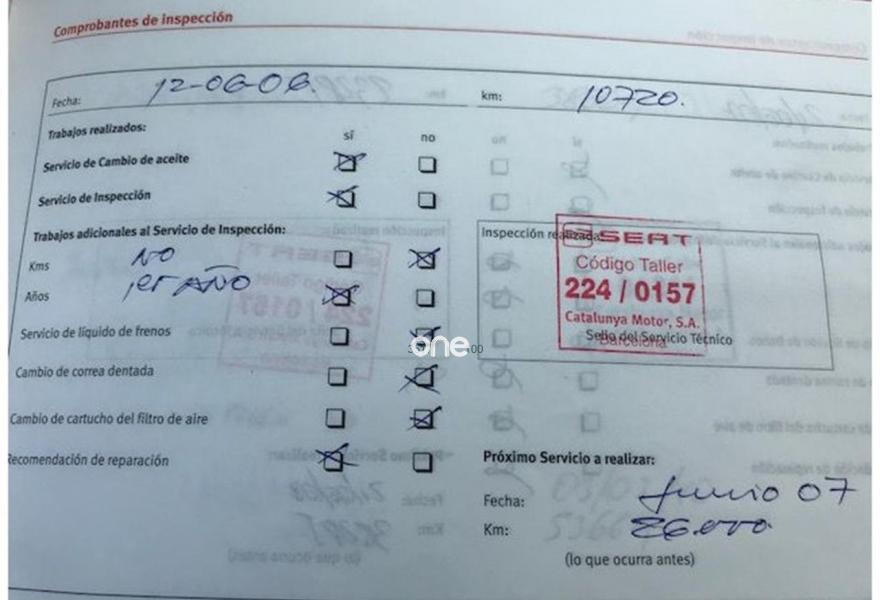 Comprobantes de inspección
Fecha: 12-06-06. km: 10720.
Trabajos realizados: sí no
Servicio de Cambio de aceite
Servicio de Inspección
Trabajos adicionales al Servicio de Inspección: Inspección realizada
Kms NO
Años 1er AÑO
Servicio de líquido de frenos
Cambio de correa dentada
Cambio de cartucho del filtro de aire
Recomendación de reparación
SEAT
Código Taller
224 / 0157
Catalunya Motor, S.A.
Sello del Servicio Técnico
Barcelona
one
Próximo Servicio a realizar:
Fecha: Junio 07
Km: 26.000
(lo que ocurra antes)